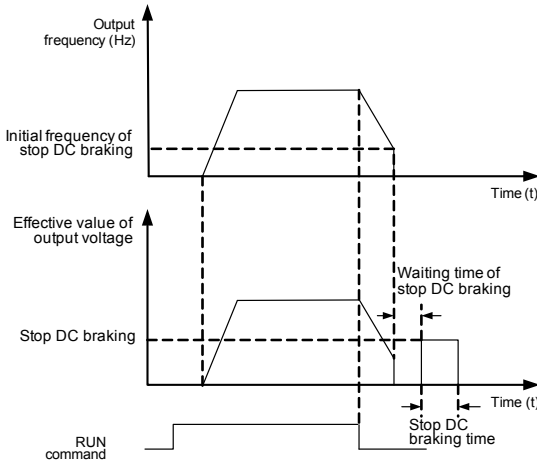 Output
frequency (Hz)
Initial frequency of
stop DC braking
Time (t)
Effective value of
output voltage
Waiting time of
stop DC braking
Stop DC braking
Time (t)
Stop DC
braking time
RUN
command